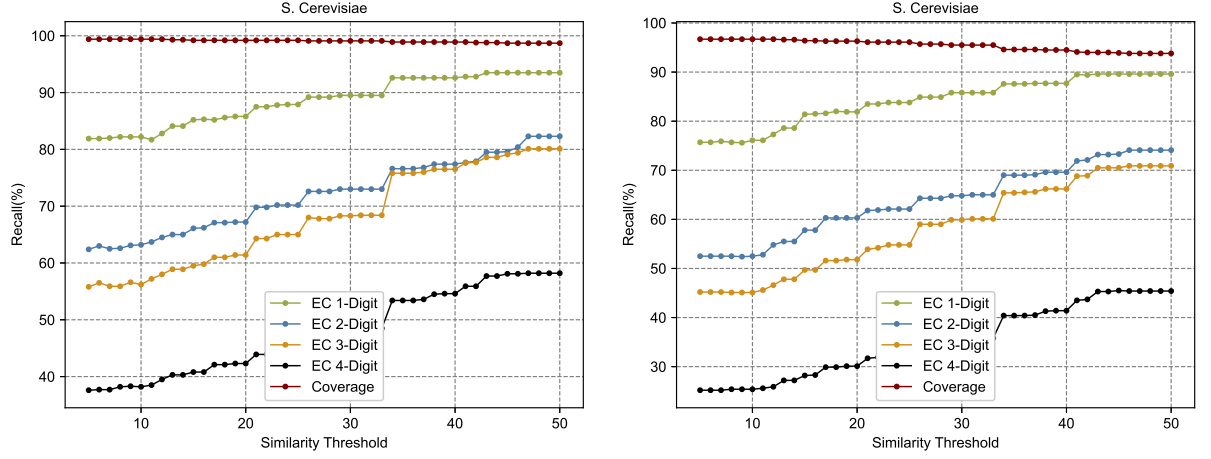 S. Cerevisiae
100
90
80
70
60
50
40
Recall(%)
EC 1-Digit
EC 2-Digit
EC 3-Digit
EC 4-Digit
Coverage
10 20 30 40 50
Similarity Threshold
S. Cerevisiae
100
90
80
70
60
50
40
30
Recall(%)
EC 1-Digit
EC 2-Digit
EC 3-Digit
EC 4-Digit
Coverage
10 20 30 40 50
Similarity Threshold